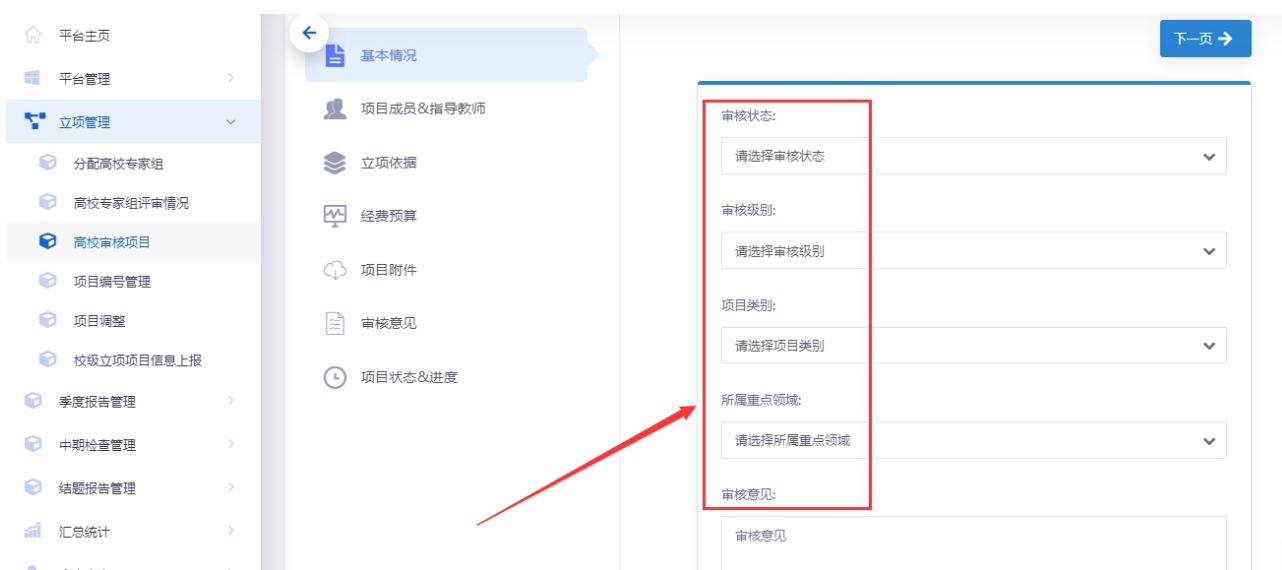 平台主页
平台管理
立项管理
分配高校专家组
高校专家组评审情况
高校审核项目
项目编号管理
项目调整
校级立项项目信息上报
季度报告管理
中期检查管理
结题报告管理
汇总统计
基本情况
项目成员&指导教师
立项依据
经费预算
项目附件
审核意见
项目状态&进度
下一页
审核状态:
请选择审核状态
审核级别:
请选择审核级别
项目类别:
请选择项目类别
所属重点领域:
请选择所属重点领域
审核意见:
审核意见